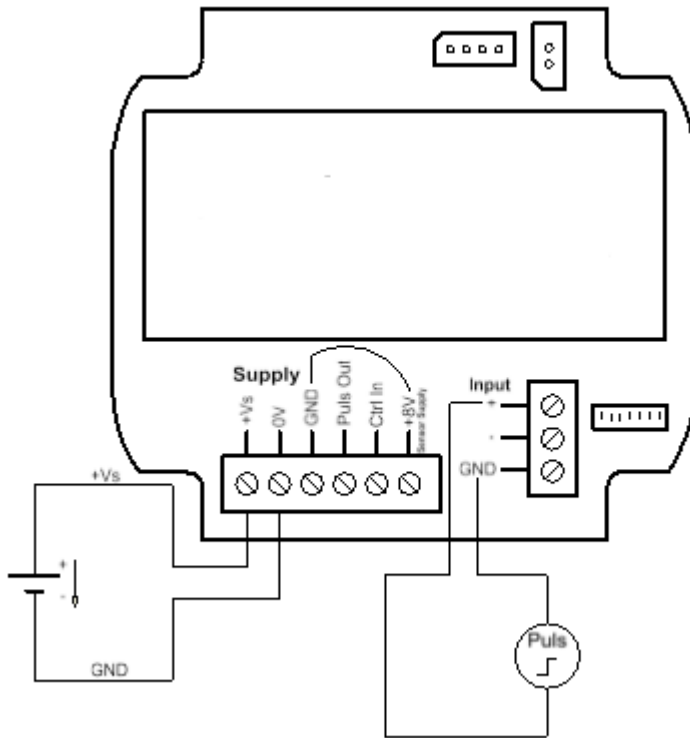 Supply
+Vs
0V
GND
Puls Out
Ctrl In
+8V
Sensor Supply
Input
+
-
GND
+Vs
+
-
GND
Puls